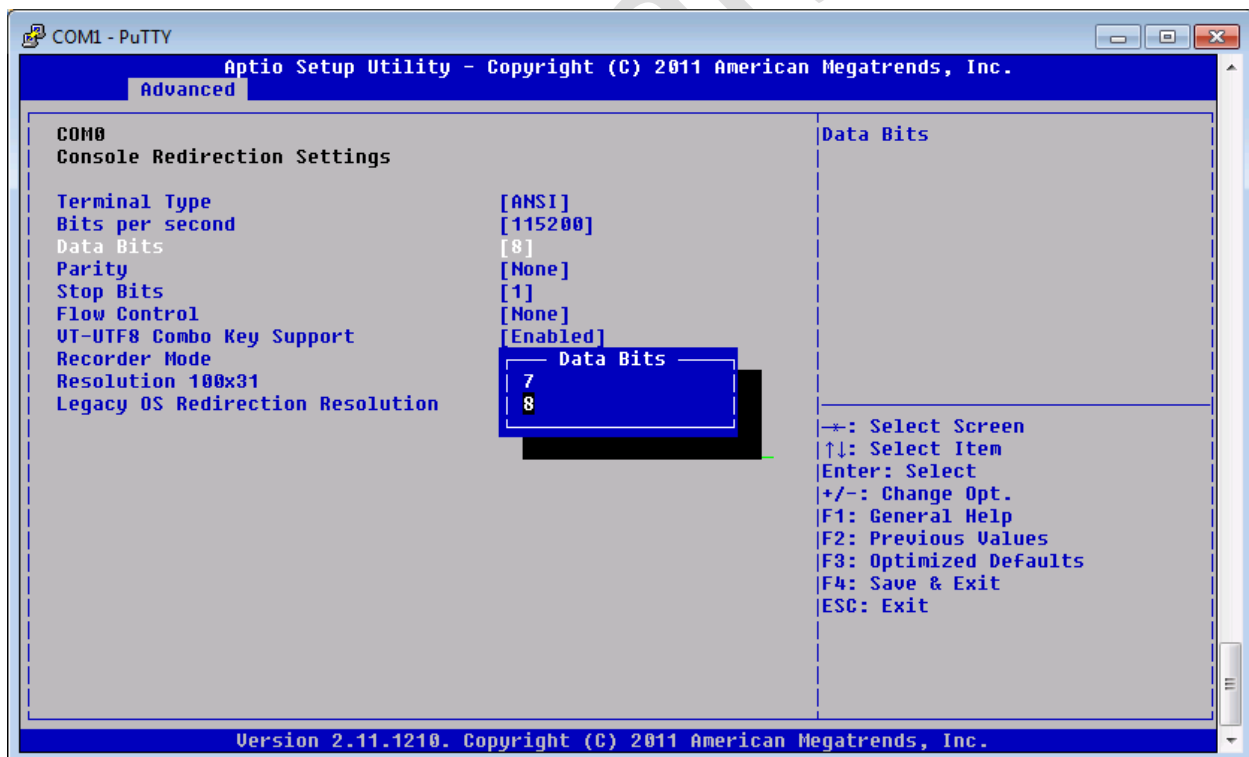 COM1 - PuTTY
Aptio Setup Utility - Copyright (C) 2011 American Megatrends, Inc.
Advanced
COM0
Console Redirection Settings
Terminal Type [ANSI]
Bits per second [115200]
Data Bits [8]
Parity [None]
Stop Bits [1]
Flow Control [None]
VT-UTF8 Combo Key Support [Enabled]
Recorder Mode
Resolution 100x31
Legacy OS Redirection Resolution
Data Bits
7
8
Data Bits
→←: Select Screen
↑↓: Select Item
Enter: Select
+/-: Change Opt.
F1: General Help
F2: Previous Values
F3: Optimized Defaults
F4: Save & Exit
ESC: Exit
Version 2.11.1210. Copyright (C) 2011 American Megatrends, Inc.